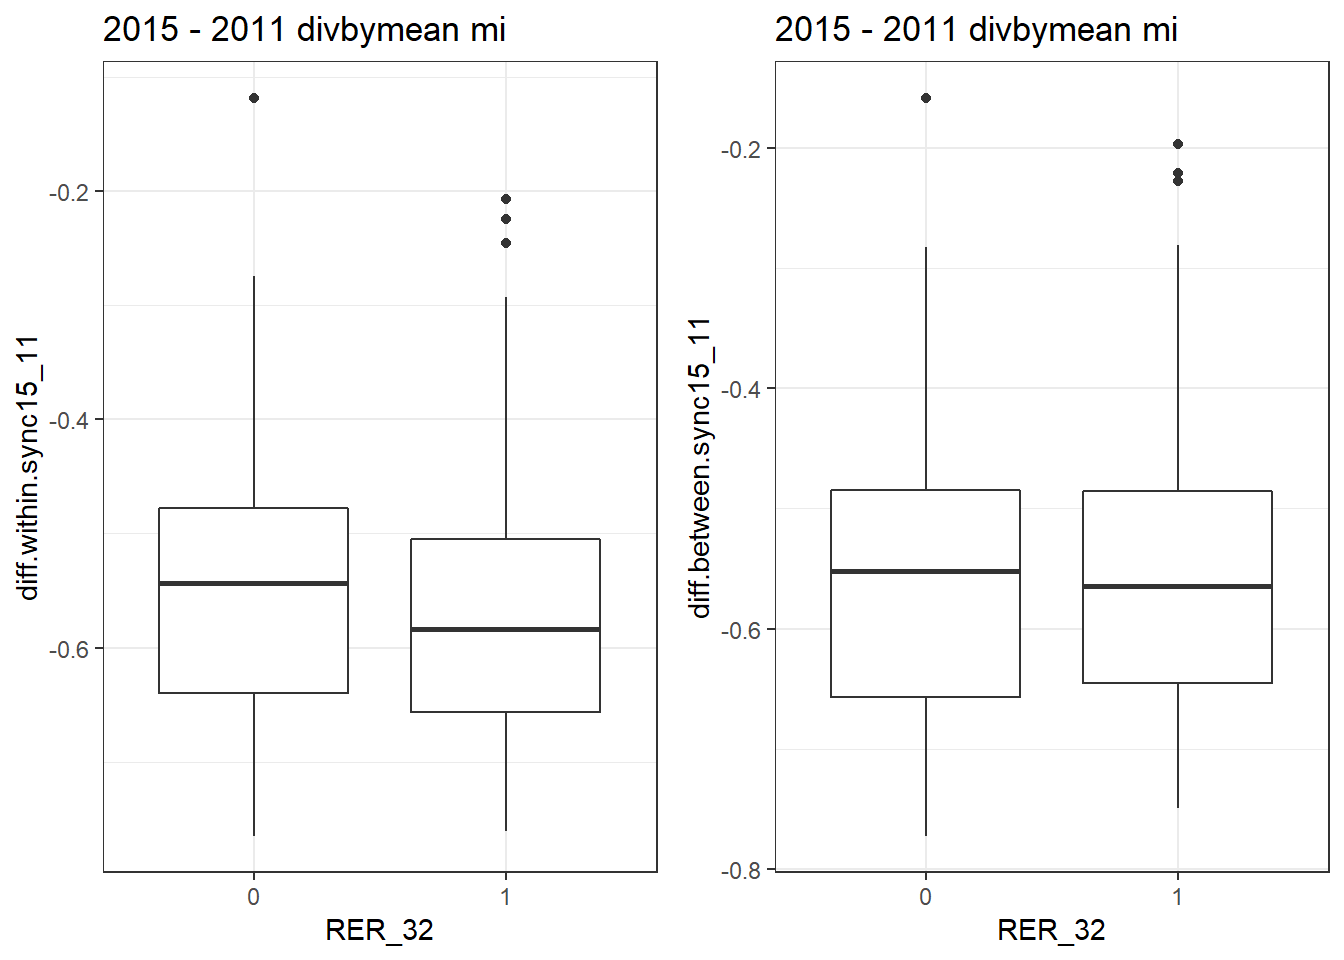 2015 - 2011 divbymean mi
-0.2
-0.4
-0.6
diff.within.sync15_11
0
1
RER_32
2015 - 2011 divbymean mi
-0.2
-0.4
-0.6
-0.8
diff.between.sync15_11
0
1
RER_32